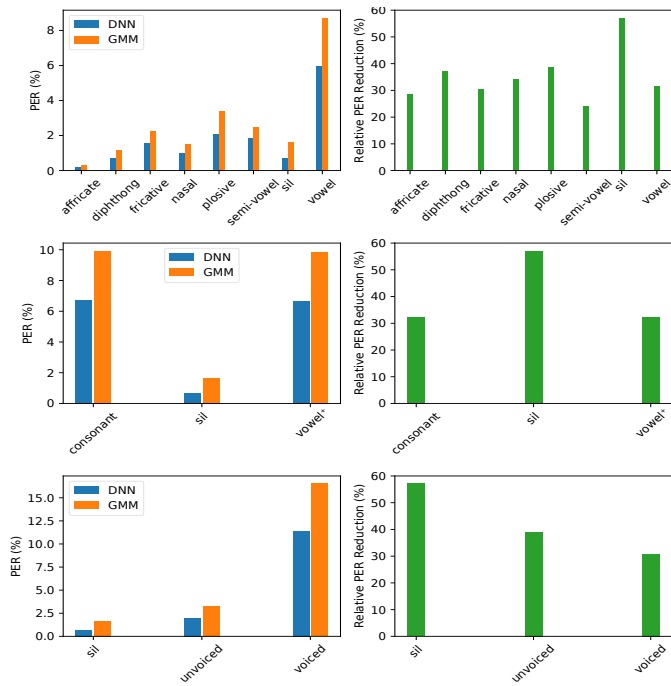 PER (%)
8
6
4
2
0
DNN
GMM
affricate
diphthong
fricative
nasal
plosive
semi-vowel
sil
vowel
Relative PER Reduction (%)
60
50
40
30
20
10
0
affricate
diphthong
fricative
nasal
plosive
semi-vowel
sil
vowel
PER (%)
10
8
6
4
2
0
DNN
GMM
consonant
sil
vowel⁺
Relative PER Reduction (%)
60
50
40
30
20
10
0
consonant
sil
vowel⁺
PER (%)
15.0
12.5
10.0
7.5
5.0
2.5
0.0
DNN
GMM
sil
unvoiced
voiced
Relative PER Reduction (%)
60
50
40
30
20
10
0
sil
unvoiced
voiced